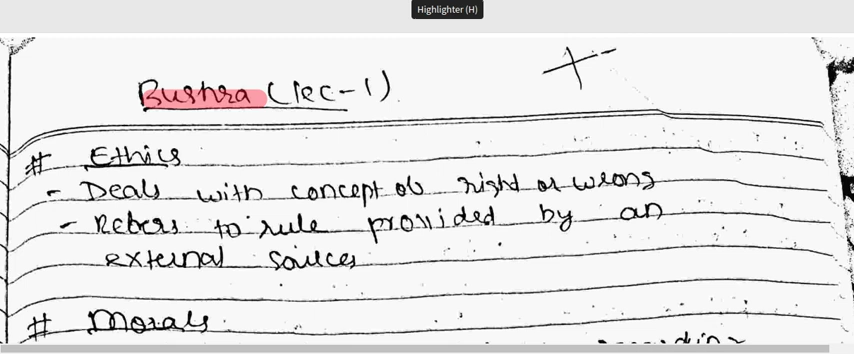 Highlighter (H)
Bushra (lec-1)
# Ethics
- Deals with concept of right or wrong
- Refers to rule provided by an
external sources
# Morals